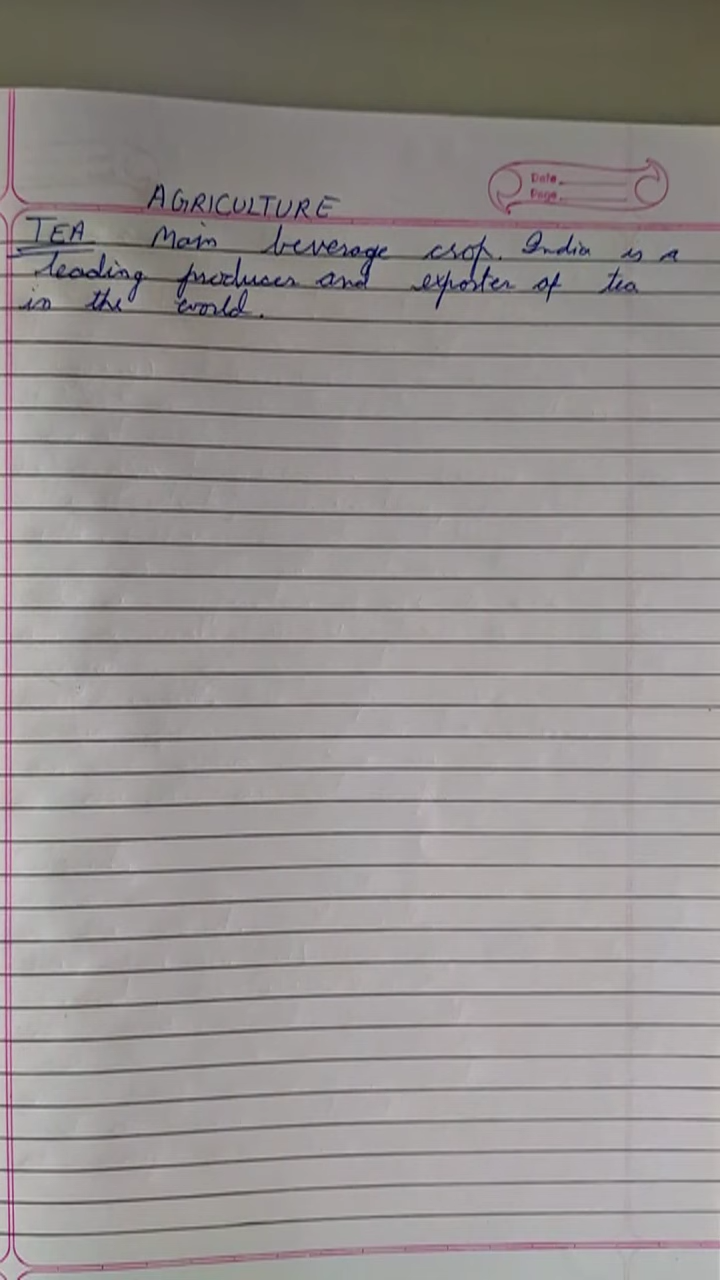 Date
Page
AGRICULTURE
TEA Main beverage crop. India is a
leading producer and exporter of tea
in the world.